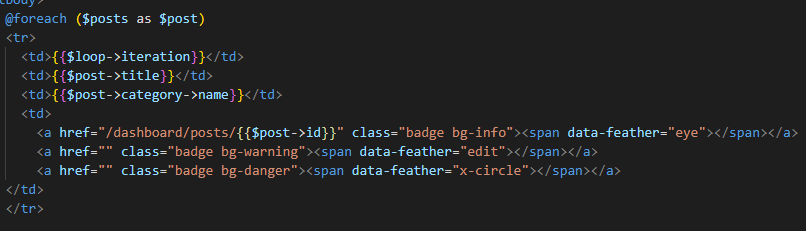 tbody>
@foreach ($posts as $post)
<tr>
<td>{{$loop->iteration}}</td>
<td>{{$post->title}}</td>
<td>{{$post->category->name}}</td>
<td>
<a href="/dashboard/posts/{{$post->id}}" class="badge bg-info"><span data-feather="eye"></span></a>
<a href="" class="badge bg-warning"><span data-feather="edit"></span></a>
<a href="" class="badge bg-danger"><span data-feather="x-circle"></span></a>
</td>
</tr>